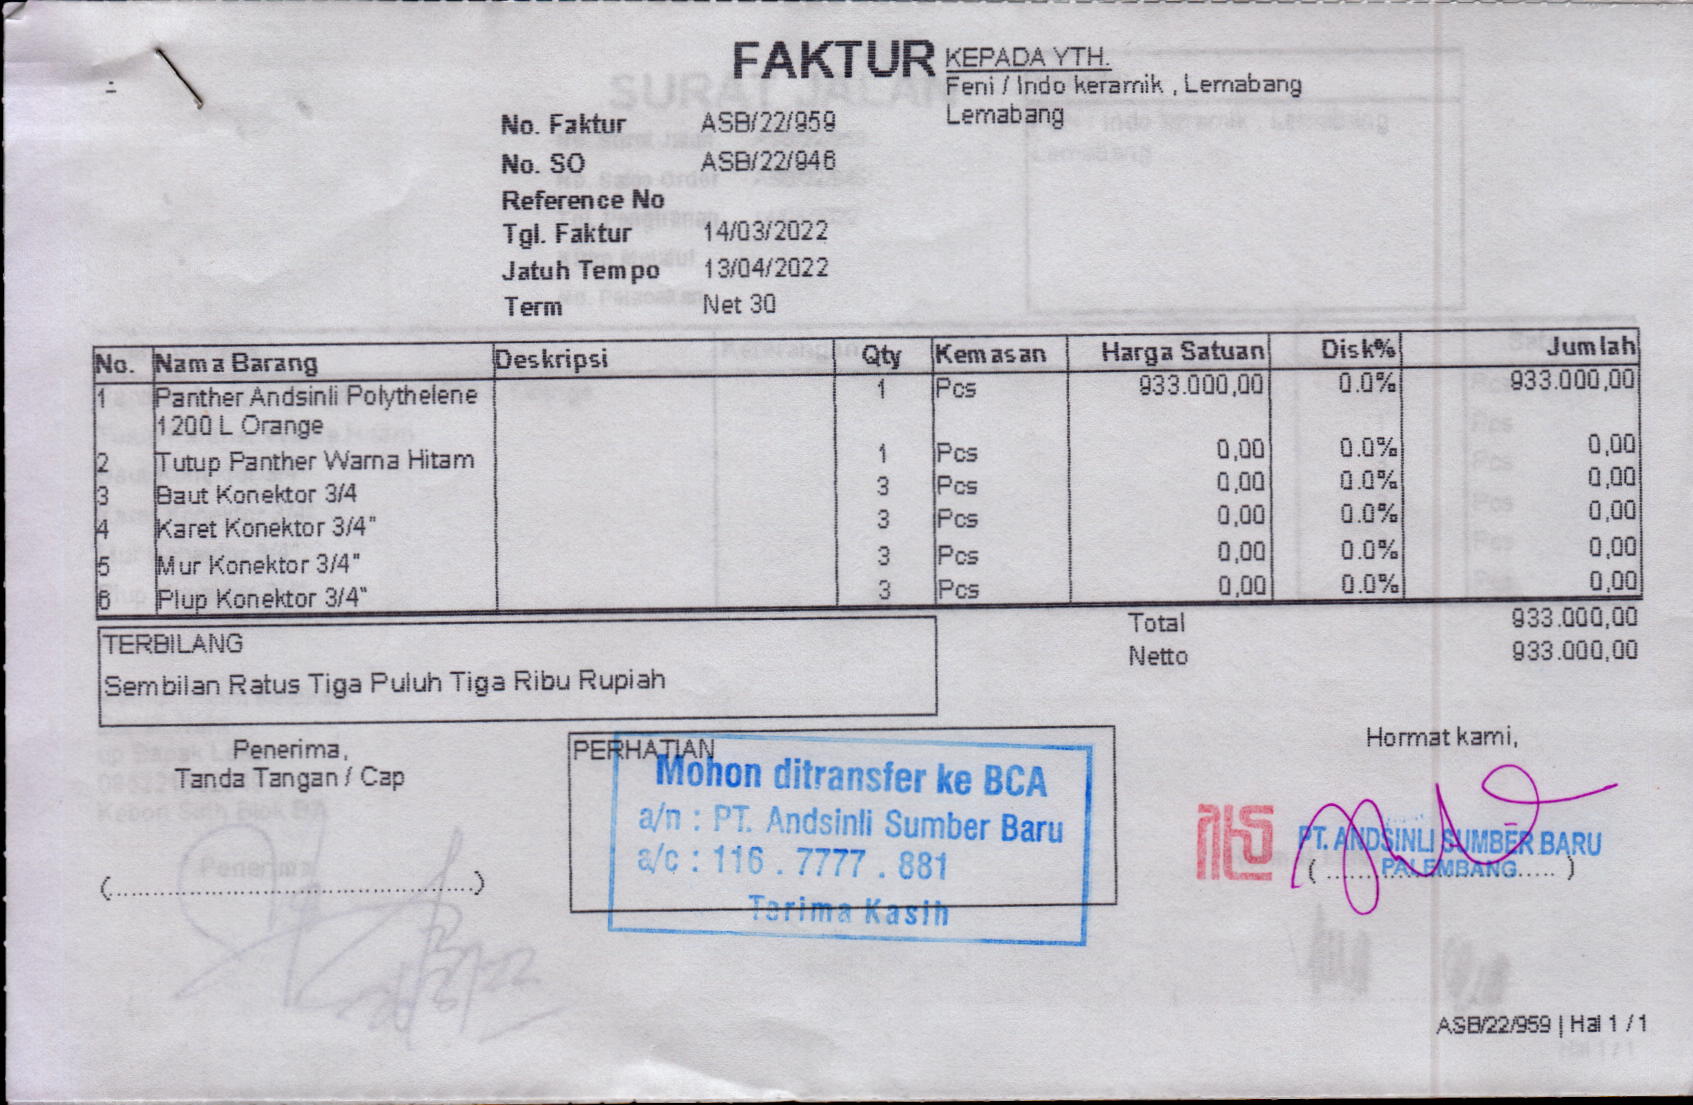 FAKTUR
KEPADA YTH.
Feni / Indo keramik , Lemabang
Lemabang
No. Faktur ASB/22/959
No. SO ASB/22/946
Reference No
Tgl. Faktur 14/03/2022
Jatuh Tempo 13/04/2022
Term Net 30
No. Nama Barang Deskripsi Qty Kemasan Harga Satuan Disk% Jumlah
1 Panther Andsinli Polythelene 1 Pcs 933.000,00 0.0% 933.000,00
1200 L Orange
2 Tutup Panther Warna Hitam 1 Pcs 0,00 0.0% 0,00
3 Baut Konektor 3/4 3 Pcs 0,00 0.0% 0,00
4 Karet Konektor 3/4" 3 Pcs 0,00 0.0% 0,00
5 Mur Konektor 3/4" 3 Pcs 0,00 0.0% 0,00
6 Plup Konektor 3/4" 3 Pcs 0,00 0.0% 0,00
Total 933.000,00
Netto 933.000,00
TERBILANG
Sembilan Ratus Tiga Puluh Tiga Ribu Rupiah
Penerima,
Tanda Tangan / Cap
(..................................................)
PERHATIAN
Mohon ditransfer ke BCA
a/n : PT. Andsinli Sumber Baru
a/c : 116 . 7777 . 881
Terima Kasih
Hormat kami,
PT. ANDSINLI SUMBER BARU
PALEMBANG
ASB/22/959 | Hal 1 / 1